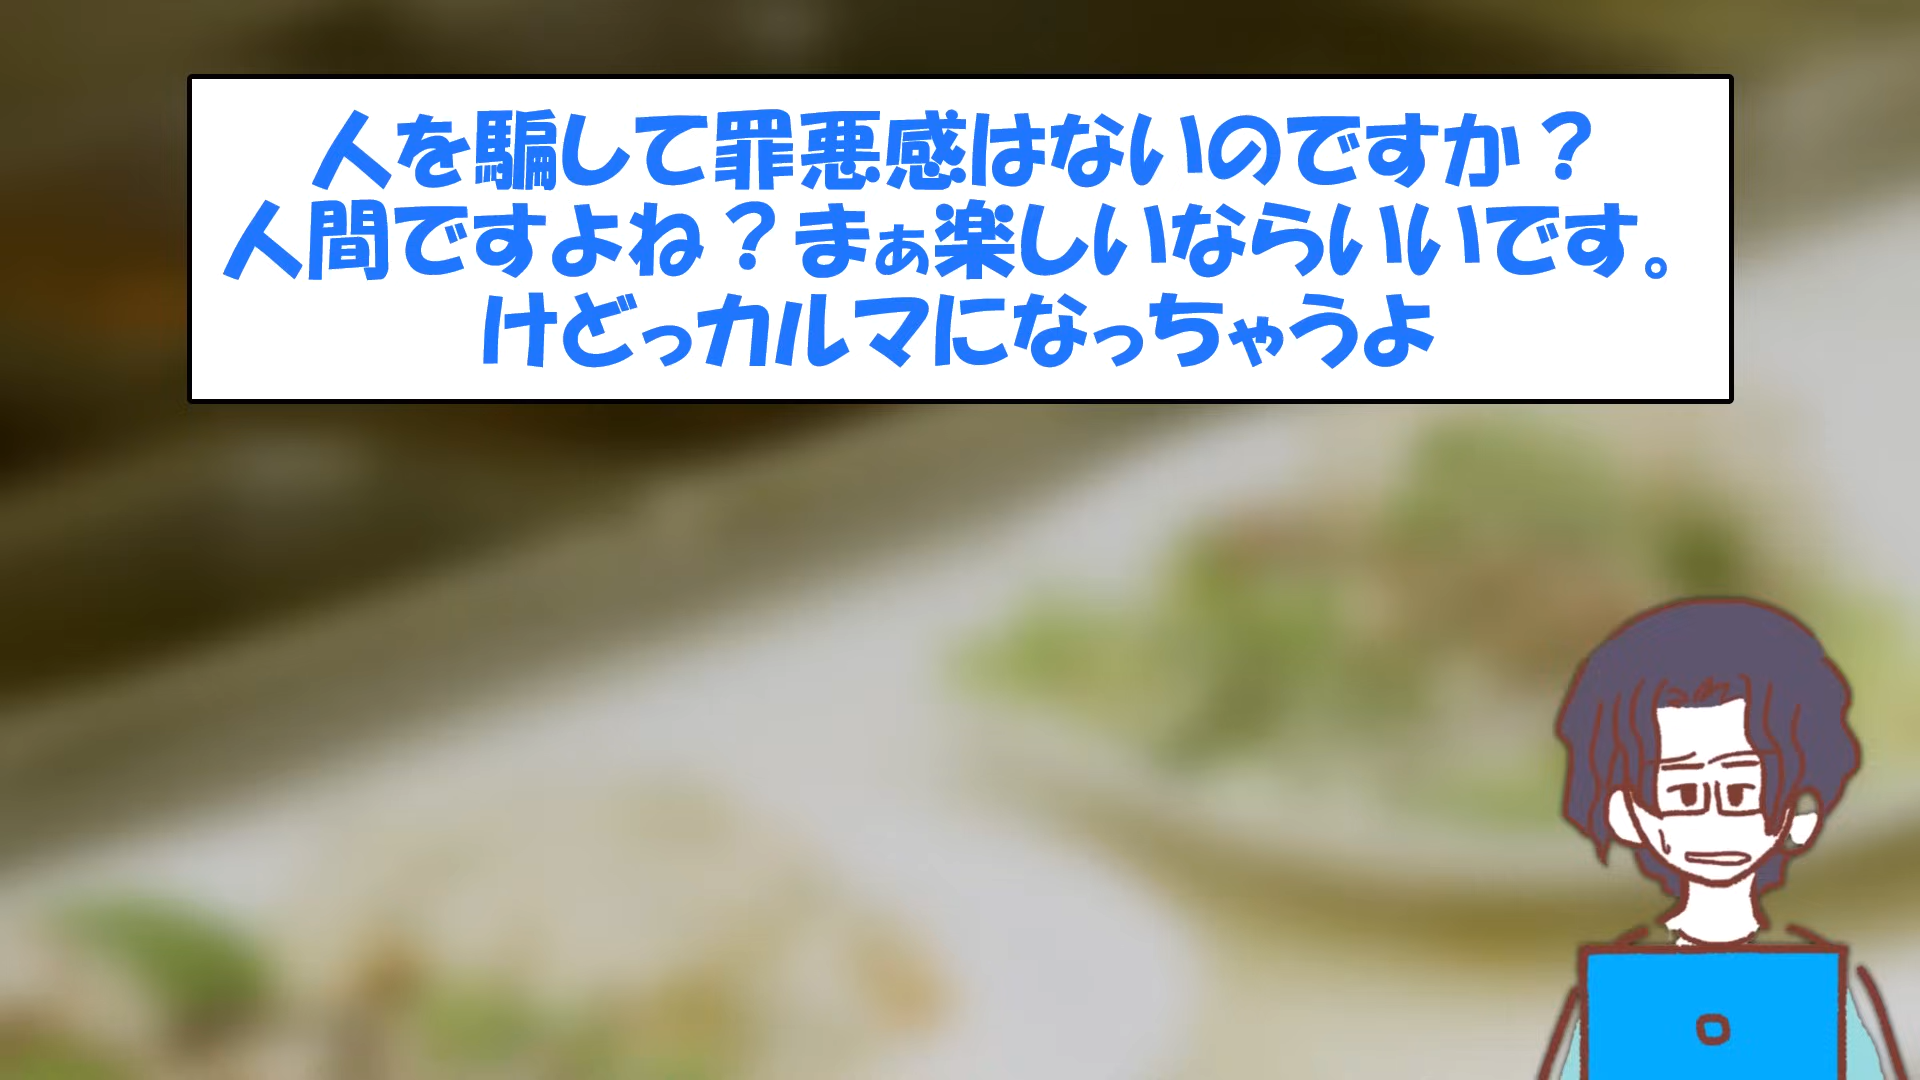 人を騙して罪悪感はないのですか？
人間ですよね？まぁ楽しいならいいです。
けどっカルマになっちゃうよ